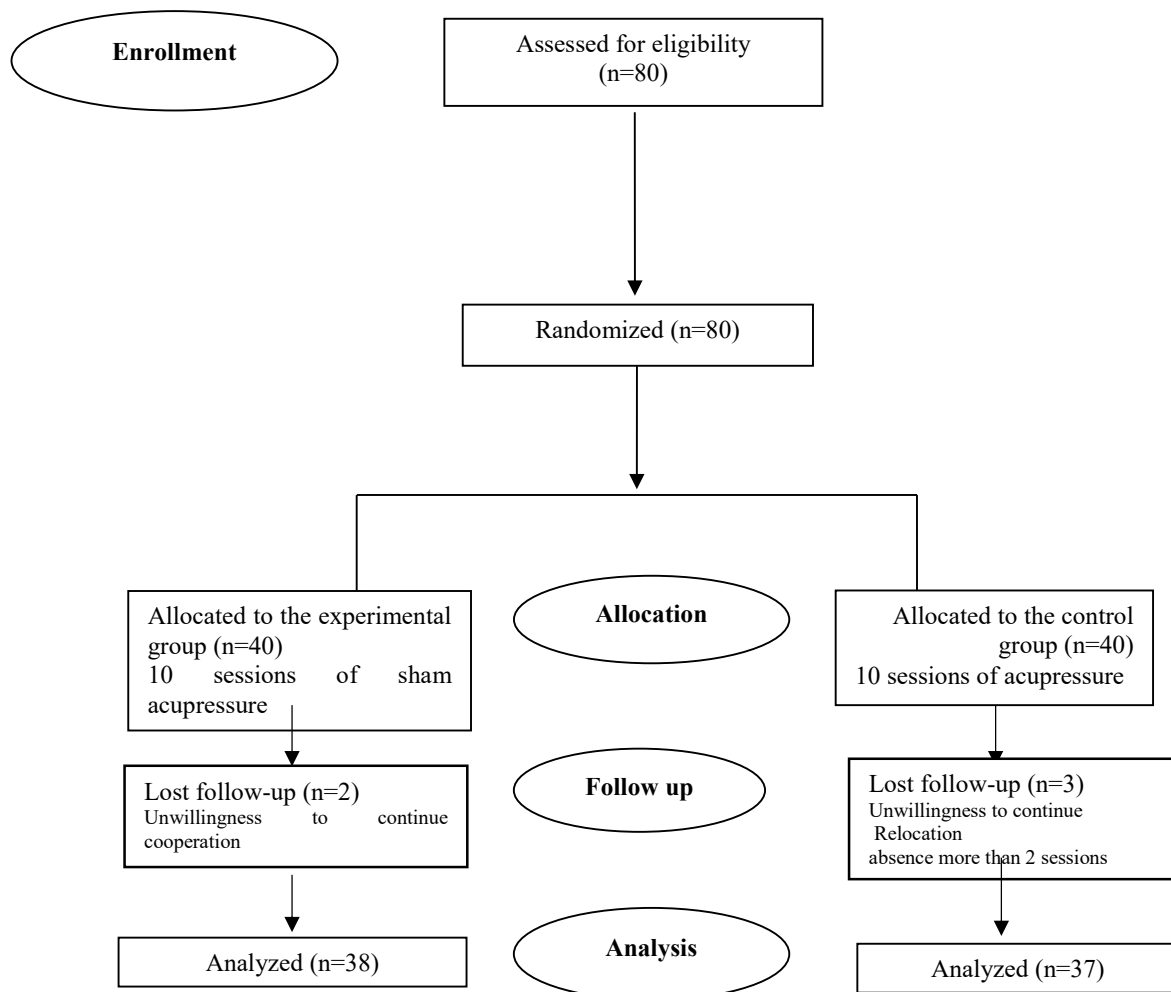 Enrollment
Assessed for eligibility
(n=80)
Randomized (n=80)
Allocated to the experimental
group (n=40)
10 sessions of sham
acupressure
Allocation
Allocated to the control
group (n=40)
10 sessions of acupressure
Lost follow-up (n=2)
Unwillingness to continue
cooperation
Follow up
Lost follow-up (n=3)
Unwillingness to continue
Relocation
absence more than 2 sessions
Analyzed (n=38)
Analysis
Analyzed (n=37)